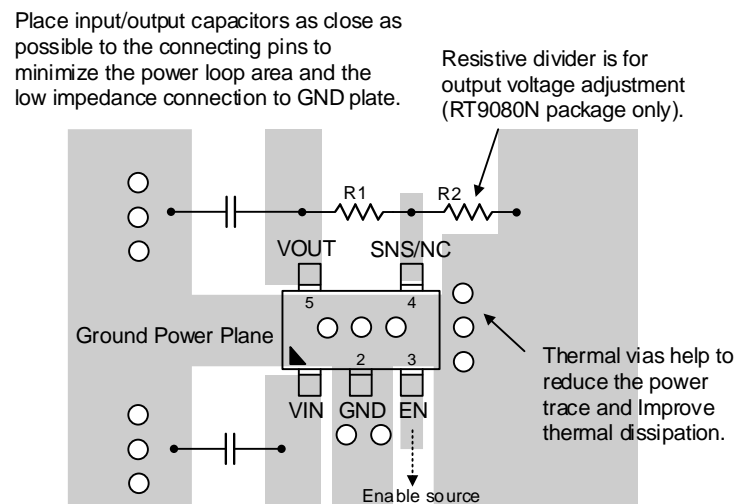 Place input/output capacitors as close as
possible to the connecting pins to
minimize the power loop area and the
low impedance connection to GND plate.
Resistive divider is for
output voltage adjustment
(RT9080N package only).
R1
R2
VOUT
SNS/NC
5
4
Ground Power Plane
2
3
VIN
GND
EN
Thermal vias help to
reduce the power
trace and Improve
thermal dissipation.
Enable source